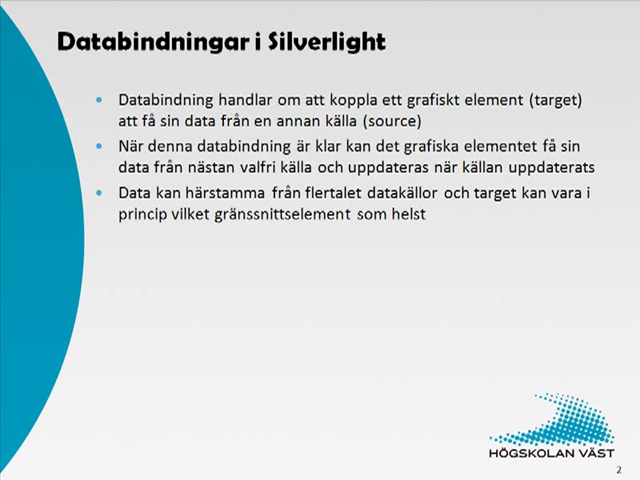 Databindningar i Silverlight
Databindning handlar om att koppla ett grafiskt element (target)
att få sin data från en annan källa (source)
När denna databindning är klar kan det grafiska elementet få sin
data från nästan valfri källa och uppdateras när källan uppdaterats
Data kan härstamma från flertalet datakällor och target kan vara i
princip vilket gränssnittselement som helst
HÖGSKOLAN VÄST
2